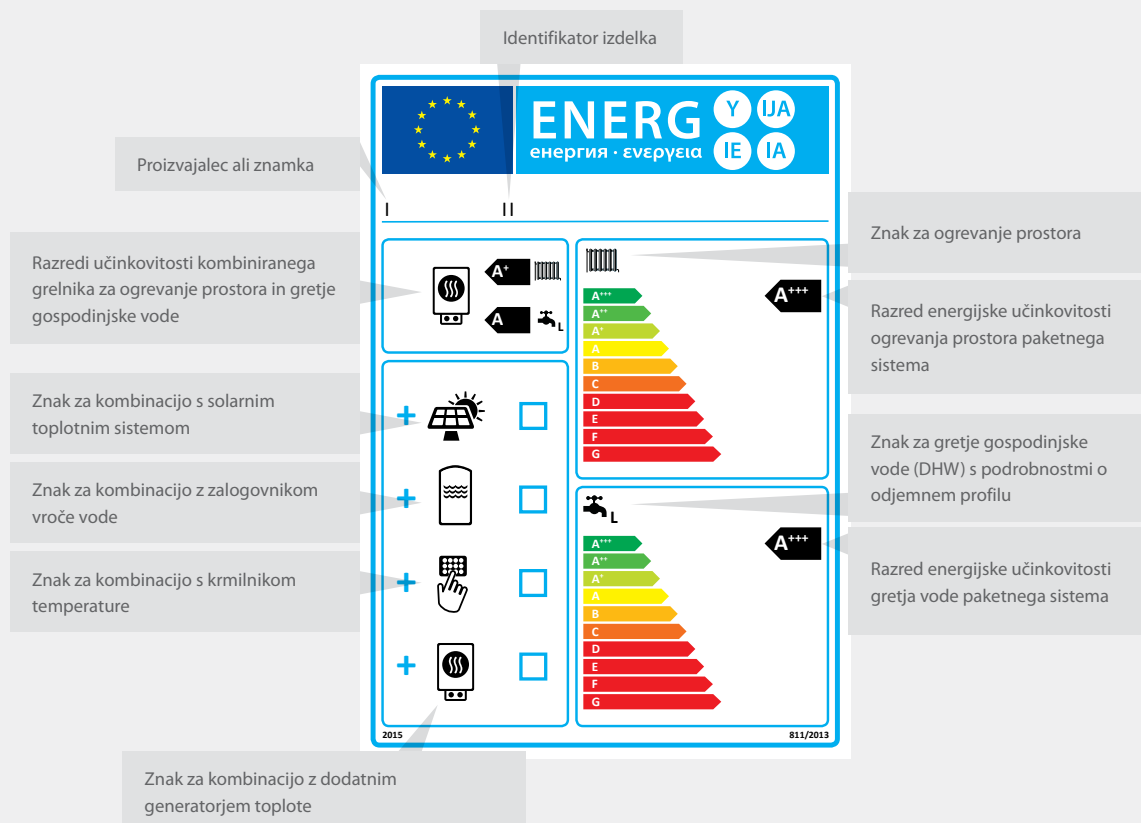 Identifikator izdelka
ENERG
енергия · ενεργεια
Y
IJA
IE
IA
Proizvajalec ali znamka
I
II
Razredi učinkovitosti kombiniranega
grelnika za ogrevanje prostora in gretje
gospodinjske vode
A+
A
L
Znak za kombinacijo s solarnim
toplotnim sistemom
Znak za kombinacijo z zalogovnikom
vroče vode
Znak za kombinacijo s krmilnikom
temperature
+
+
+
+
A+++
A++
A+
A
B
C
D
E
F
G
A+++
L
A+++
A++
A+
A
B
C
D
E
F
G
A+++
2015
811/2013
Znak za ogrevanje prostora
Razred energijske učinkovitosti
ogrevanja prostora paketnega
sistema
Znak za gretje gospodinjske
vode (DHW) s podrobnostmi o
odjemnem profilu
Razred energijske učinkovitosti
gretja vode paketnega sistema
Znak za kombinacijo z dodatnim
generatorjem toplote